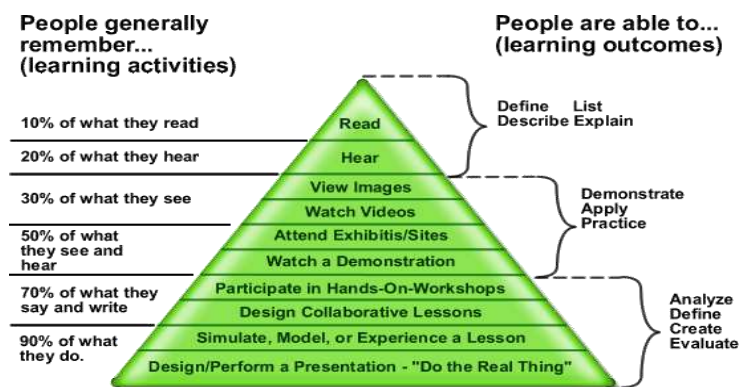 People generally
remember...
(learning activities)
People are able to...
(learning outcomes)
10% of what they read
20% of what they hear
30% of what they see
50% of what
they see and
hear
70% of what they
say and write
90% of what
they do.
Read
Hear
View Images
Watch Videos
Attend Exhibitis/Sites
Watch a Demonstration
Participate in Hands-On-Workshops
Design Collaborative Lessons
Simulate, Model, or Experience a Lesson
Design/Perform a Presentation - "Do the Real Thing"
Define List
Describe Explain
Demonstrate
Apply
Practice
Analyze
Define
Create
Evaluate